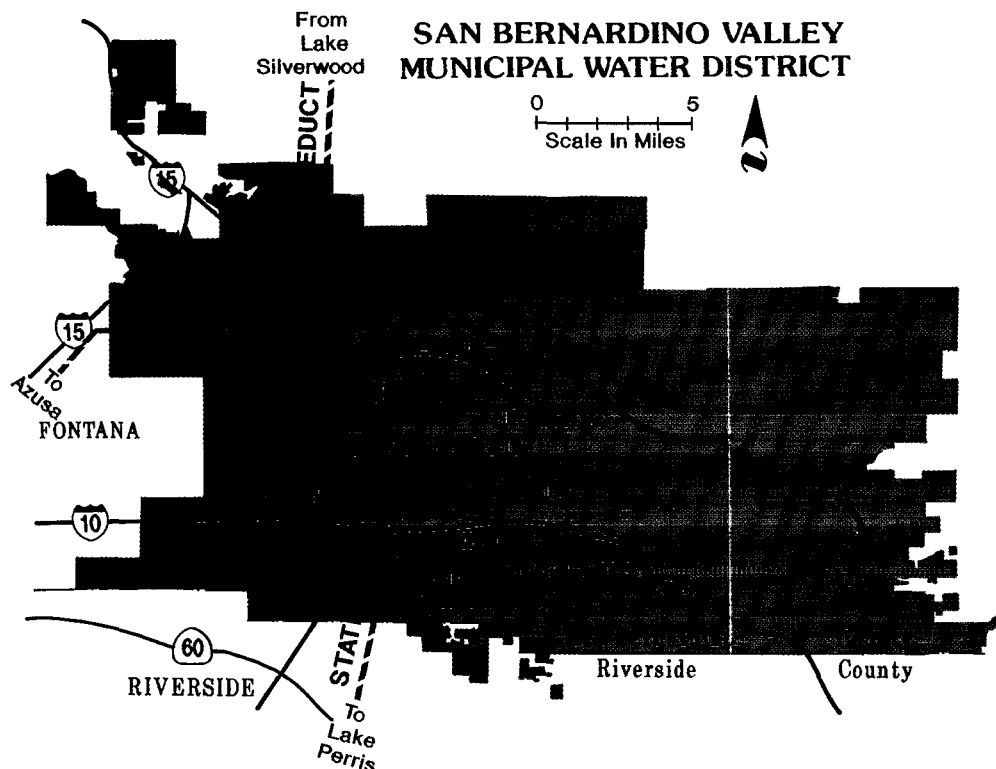 From
Lake
Silverwood
SAN BERNARDINO VALLEY
MUNICIPAL WATER DISTRICT
0 5
Scale In Miles
EDUCT
15
15
To
Azusa
FONTANA
10
60
RIVERSIDE
STAT
To
Lake
Perris
Riverside County